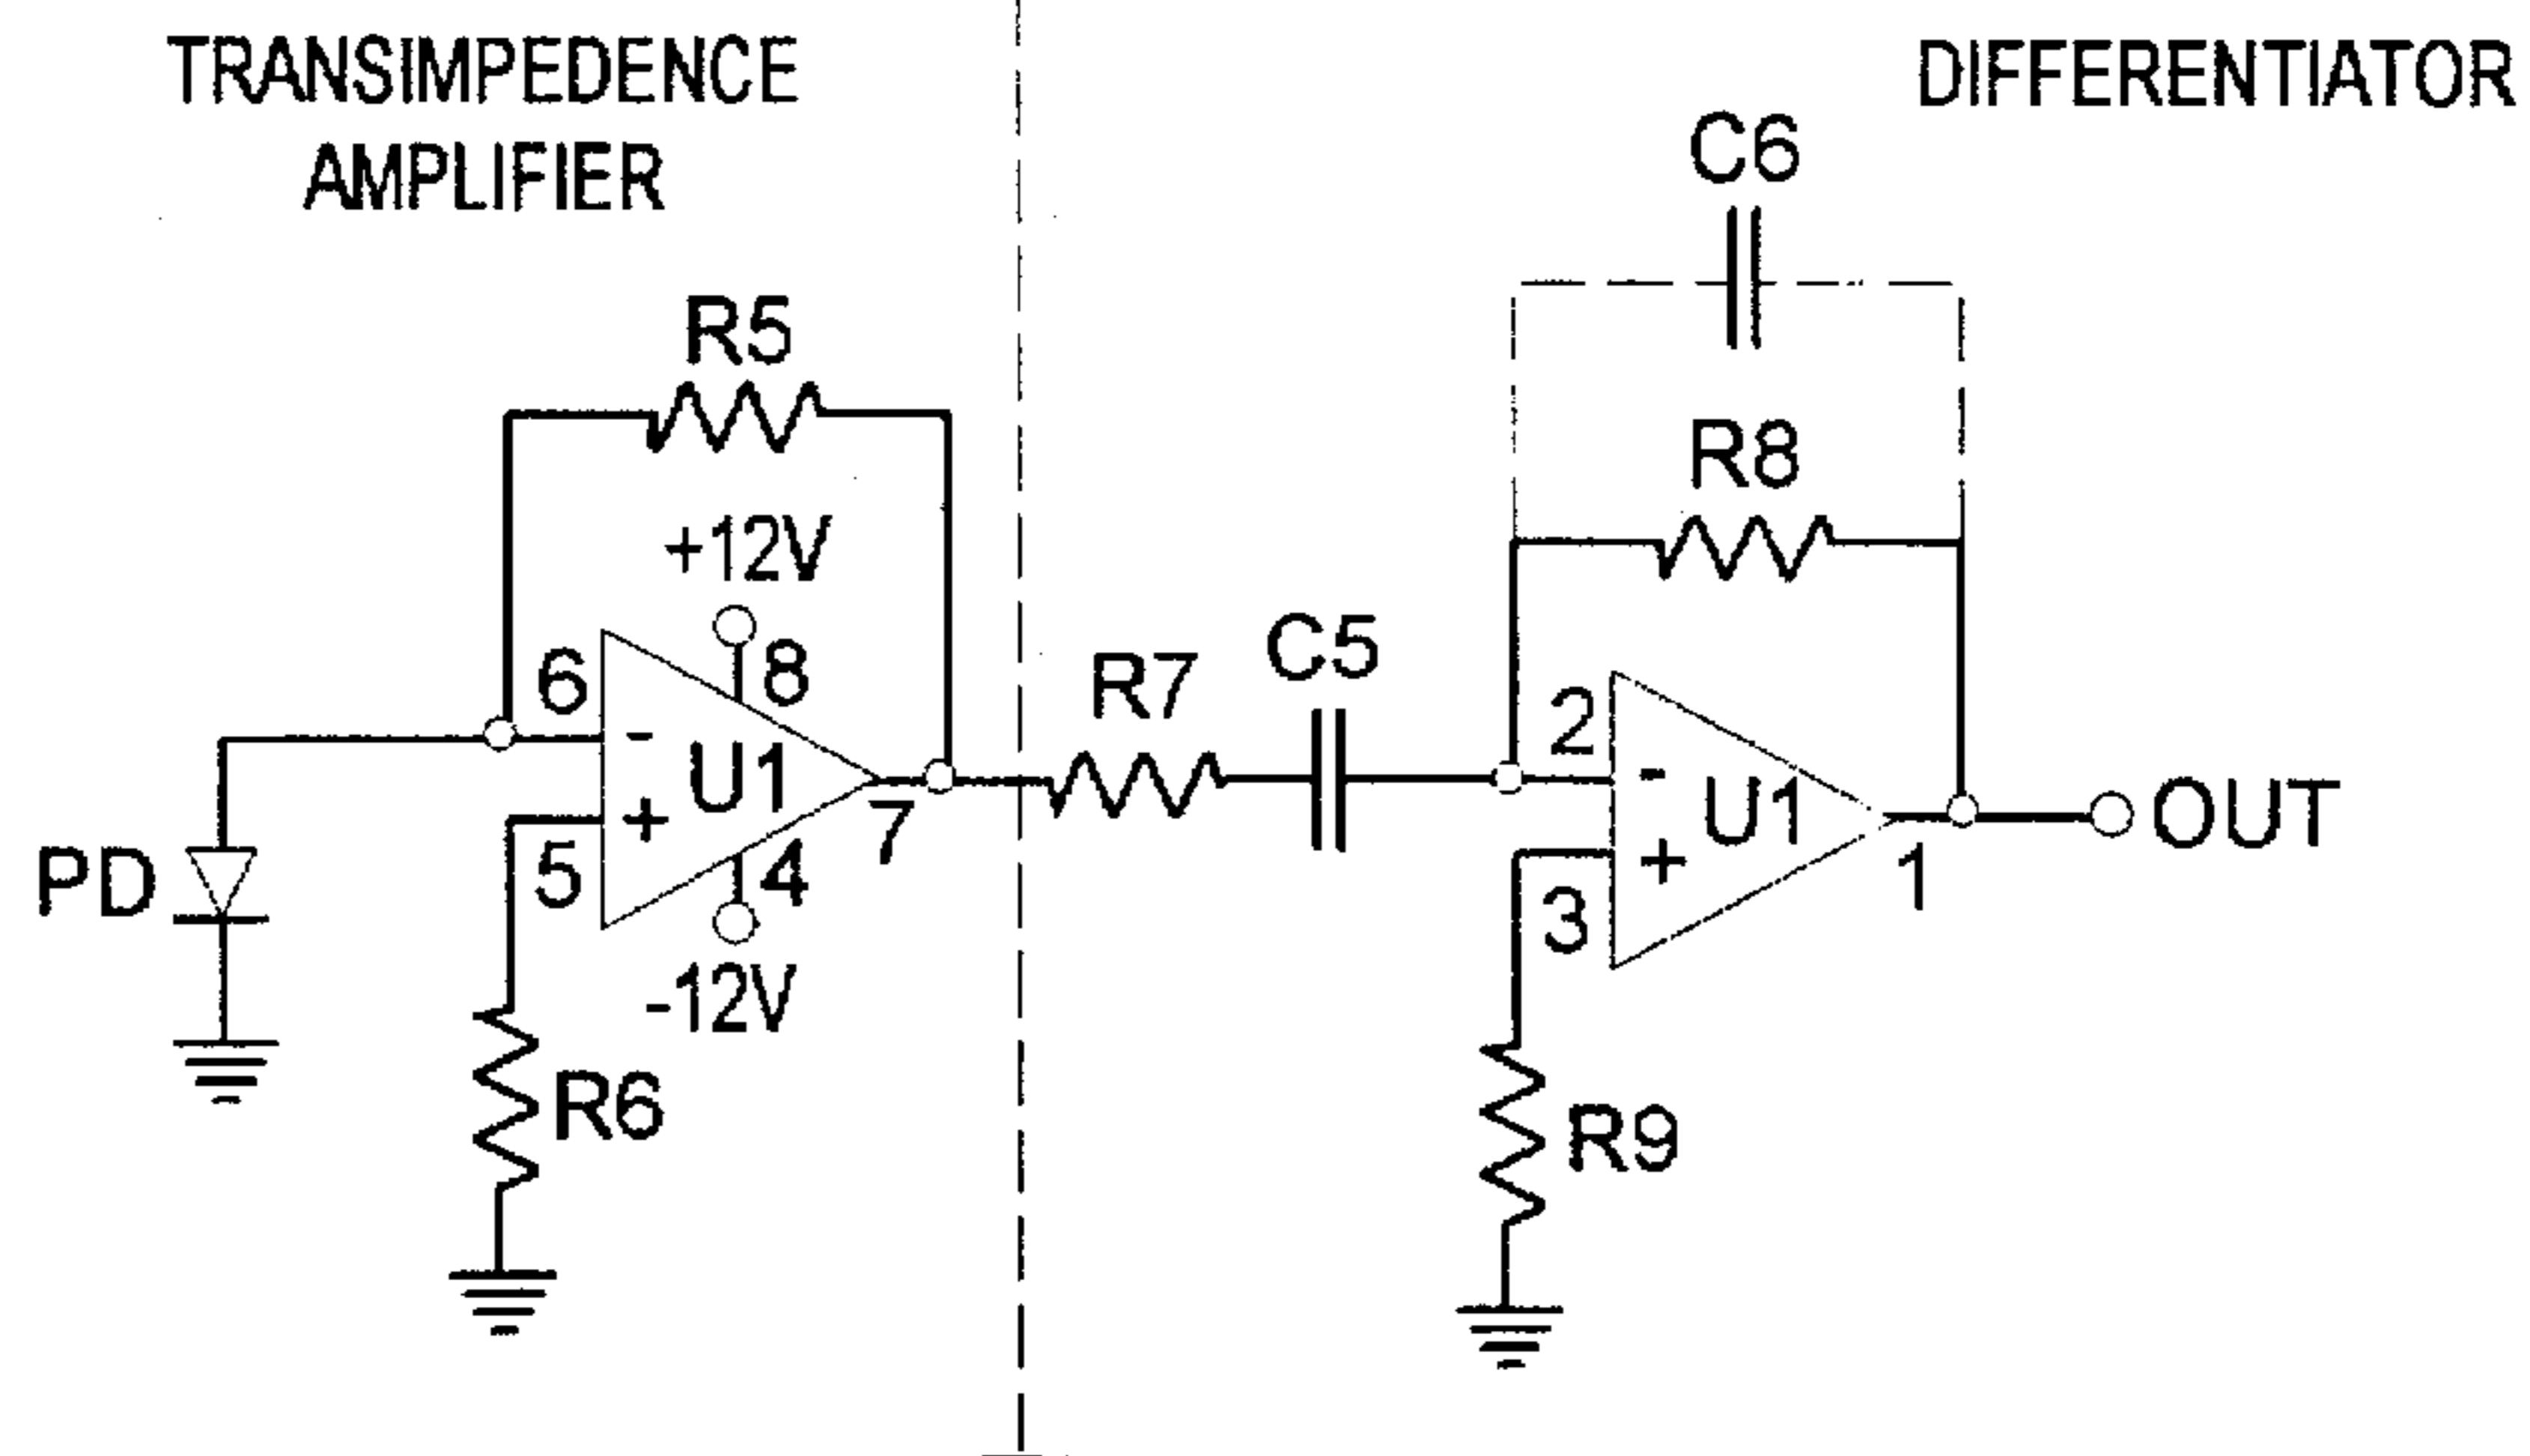 TRANSIMPEDENCE
AMPLIFIER
DIFFERENTIATOR
C6
R5
R8
+12V
8
6
-
U1
+
5
4
7
-12V
PD
R6
R7
C5
2
-
U1
+
3
1
OUT
R9